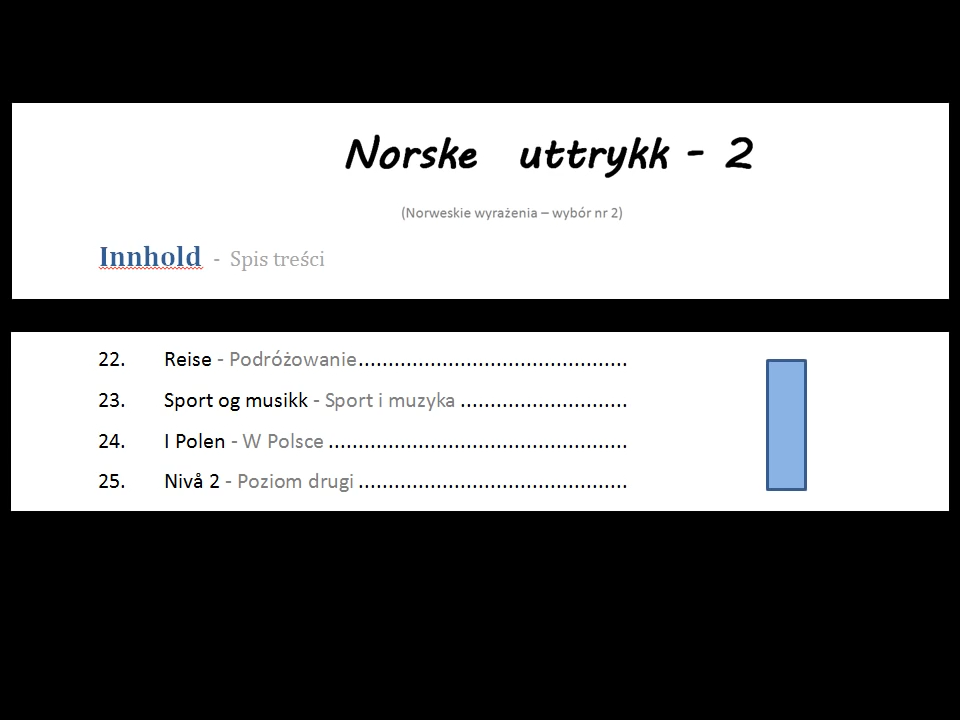 Norske uttrykk - 2
(Norweskie wyrażenia – wybór nr 2)
Innhold - Spis treści
22. Reise - Podróżowanie.............................................
23. Sport og musikk - Sport i muzyka ............................
24. I Polen - W Polsce ..................................................
25. Nivå 2 - Poziom drugi .............................................